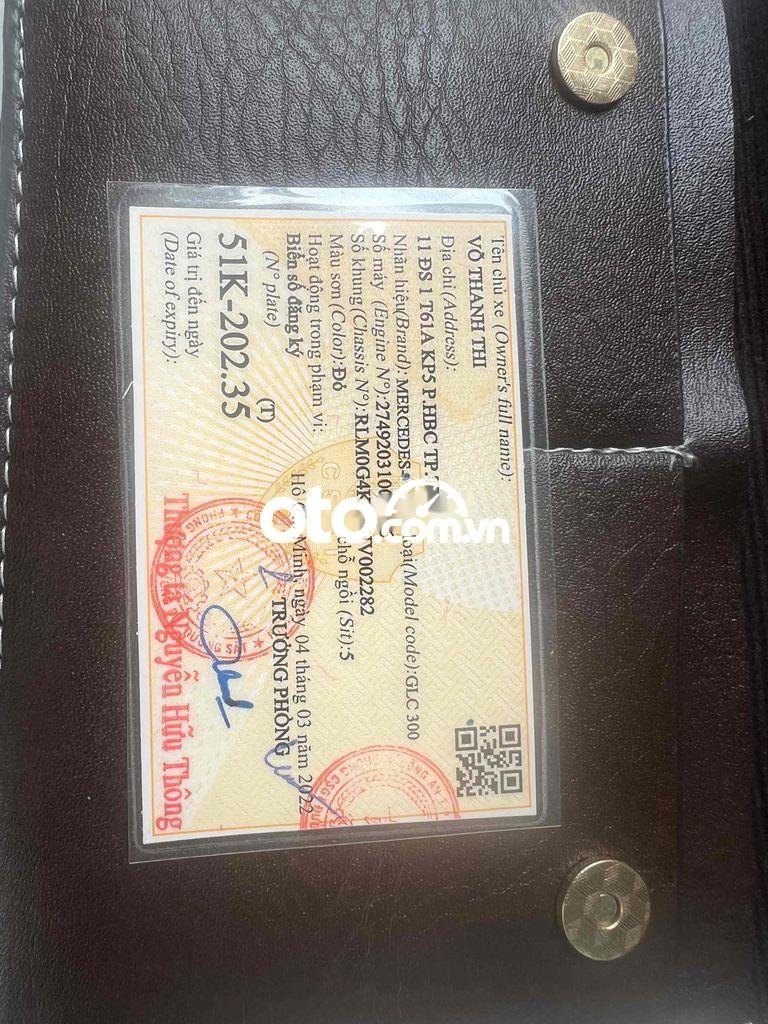 Tên chủ xe (Owner's full name):
VÕ THANH THI
Địa chỉ (Address):
11 ĐS 1 T61A KP5 P.HBC TP.
Nhãn hiệu(Brand): MERCEDES- loại(Model code):GLC 300
Số máy (Engine N°):2749203100
Số khung(Chassis N°):RLM0G4K V002282
Màu sơn (Color):Đỏ chỗ ngồi (Sit):5
Hoạt động trong phạm vi:
Biển số đăng ký
(N° plate)
(T)
51K-202.35
Giá trị đến ngày
(Date of expiry):
Hồ Minh, ngày 04 tháng 03 năm 2022
TRƯỞNG PHÒNG
Thượng tá Nguyễn Hữu Thông
oto.com.vn